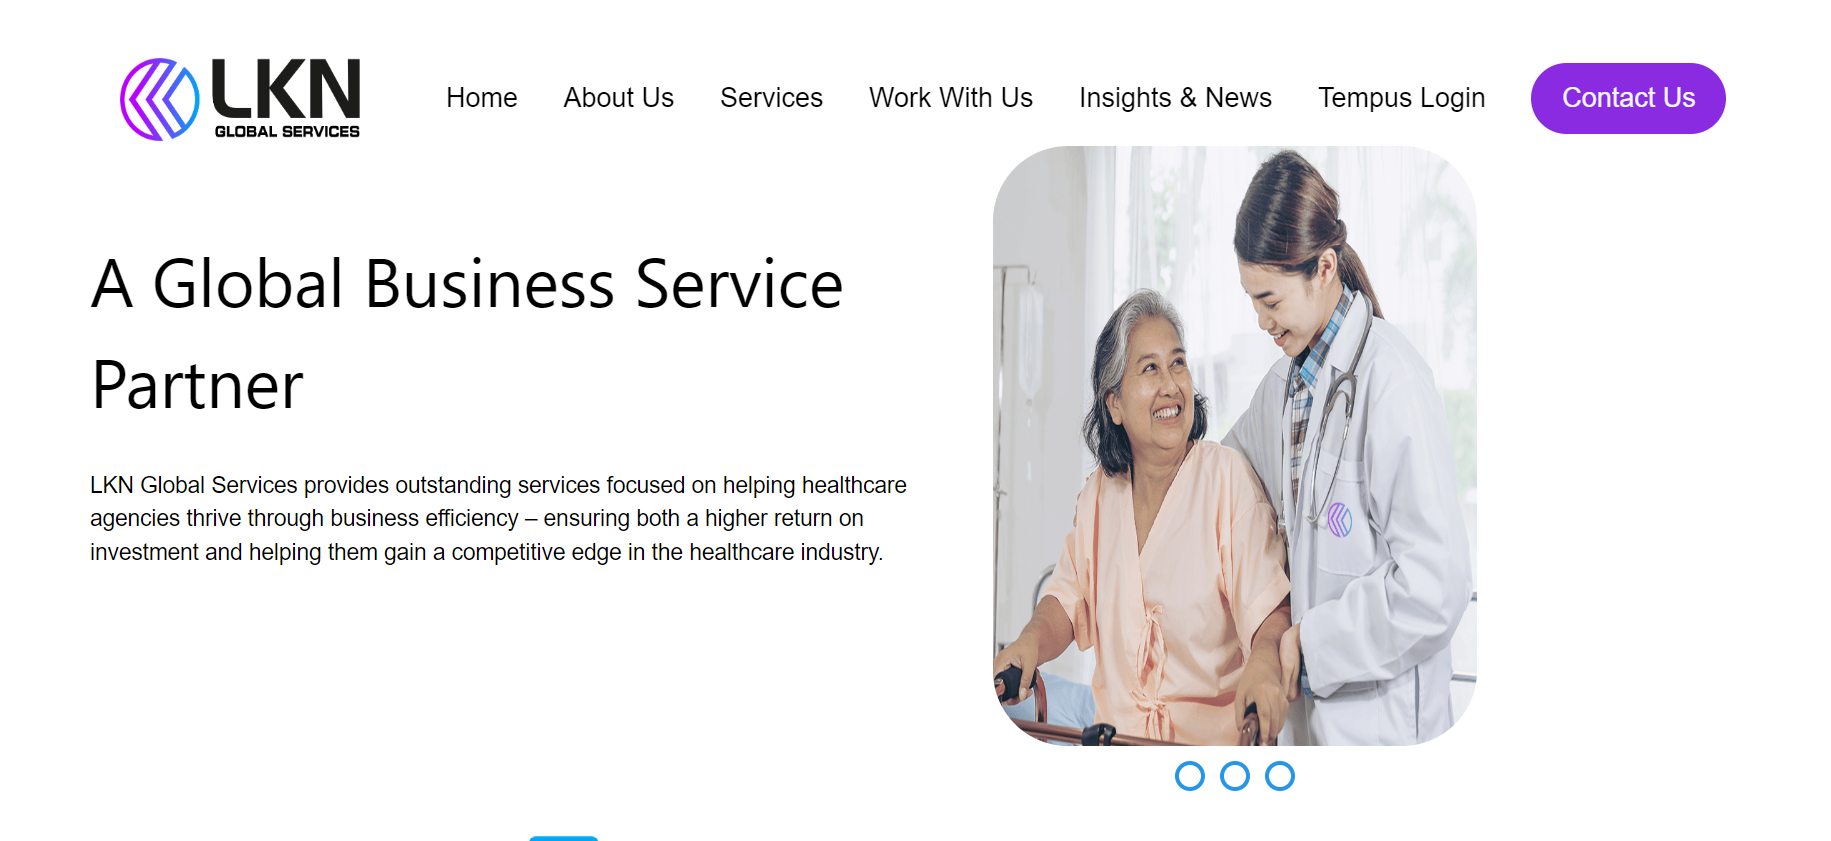 LKN
GLOBAL SERVICES
Home About Us Services Work With Us Insights & News Tempus Login Contact Us
A Global Business Service
Partner
LKN Global Services provides outstanding services focused on helping healthcare
agencies thrive through business efficiency – ensuring both a higher return on
investment and helping them gain a competitive edge in the healthcare industry.